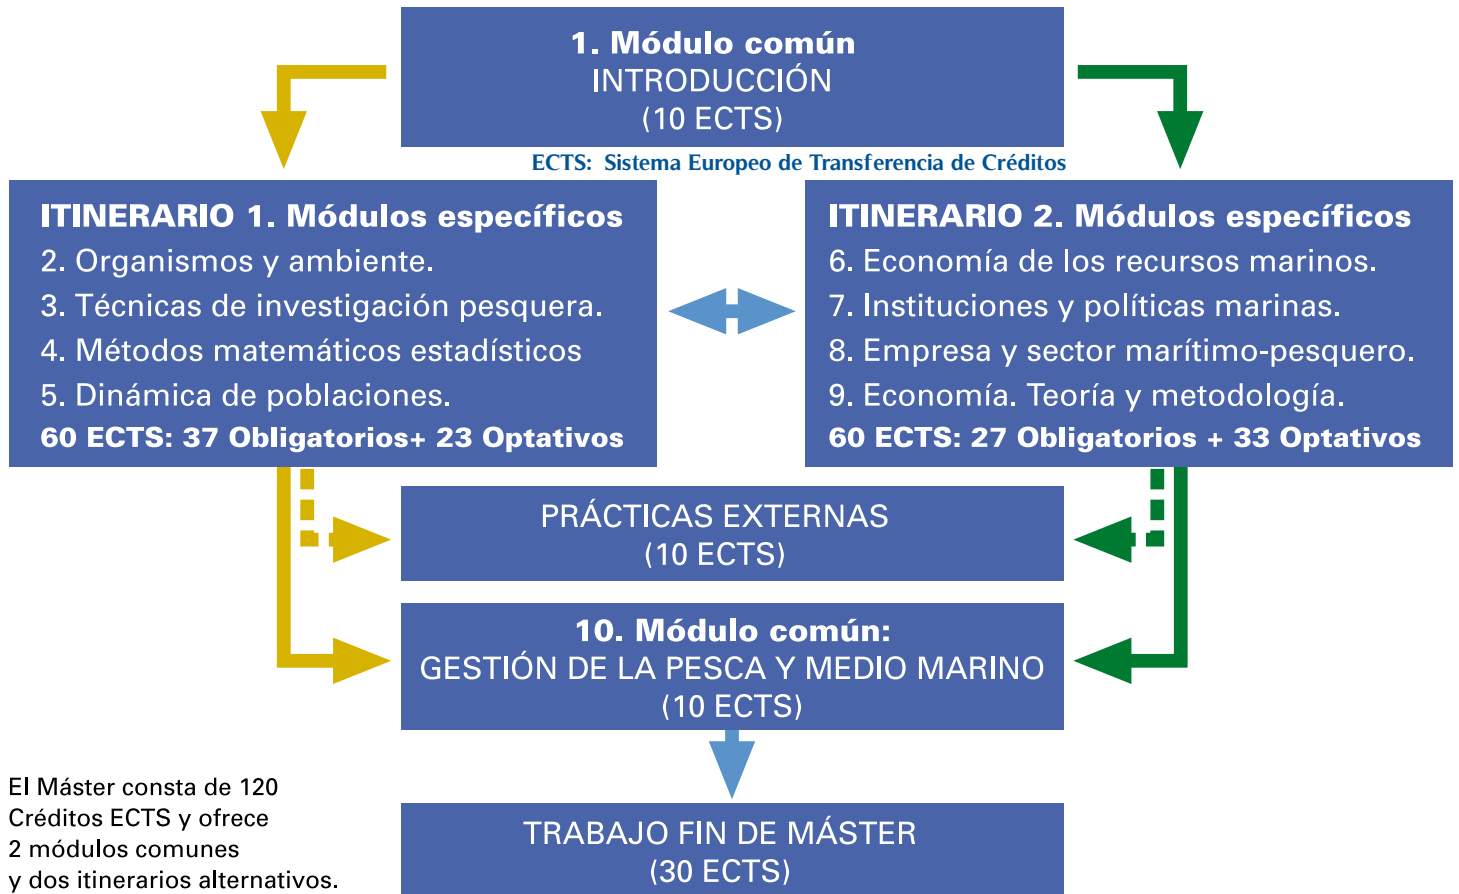 1. Módulo común
INTRODUCCIÓN
(10 ECTS)
ECTS: Sistema Europeo de Transferencia de Créditos
ITINERARIO 1. Módulos específicos
2. Organismos y ambiente.
3. Técnicas de investigación pesquera.
4. Métodos matemáticos estadísticos
5. Dinámica de poblaciones.
60 ECTS: 37 Obligatorios+ 23 Optativos
ITINERARIO 2. Módulos específicos
6. Economía de los recursos marinos.
7. Instituciones y políticas marinas.
8. Empresa y sector marítimo-pesquero.
9. Economía. Teoría y metodología.
60 ECTS: 27 Obligatorios + 33 Optativos
PRÁCTICAS EXTERNAS
(10 ECTS)
10. Módulo común:
GESTIÓN DE LA PESCA Y MEDIO MARINO
(10 ECTS)
El Máster consta de 120
Créditos ECTS y ofrece
2 módulos comunes
y dos itinerarios alternativos.
TRABAJO FIN DE MÁSTER
(30 ECTS)